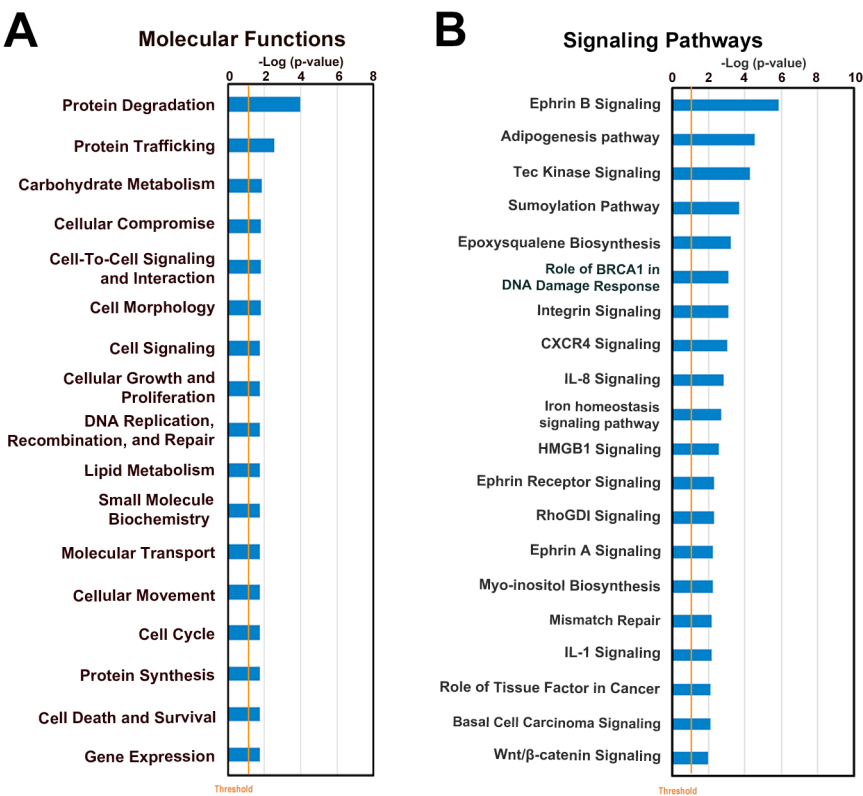 A
Molecular Functions
-Log (p-value)
0 2 4 6 8
Protein Degradation
Protein Trafficking
Carbohydrate Metabolism
Cellular Compromise
Cell-To-Cell Signaling
and Interaction
Cell Morphology
Cell Signaling
Cellular Growth and
Proliferation
DNA Replication,
Recombination, and Repair
Lipid Metabolism
Small Molecule
Biochemistry
Molecular Transport
Cellular Movement
Cell Cycle
Protein Synthesis
Cell Death and Survival
Gene Expression
Threshold
B
Signaling Pathways
-Log (p-value)
0 2 4 6 8 10
Ephrin B Signaling
Adipogenesis pathway
Tec Kinase Signaling
Sumoylation Pathway
Epoxysqualene Biosynthesis
Role of BRCA1 in
DNA Damage Response
Integrin Signaling
CXCR4 Signaling
IL-8 Signaling
Iron homeostasis
signaling pathway
HMGB1 Signaling
Ephrin Receptor Signaling
RhoGDI Signaling
Ephrin A Signaling
Myo-inositol Biosynthesis
Mismatch Repair
IL-1 Signaling
Role of Tissue Factor in Cancer
Basal Cell Carcinoma Signaling
Wnt/β-catenin Signaling
Threshold